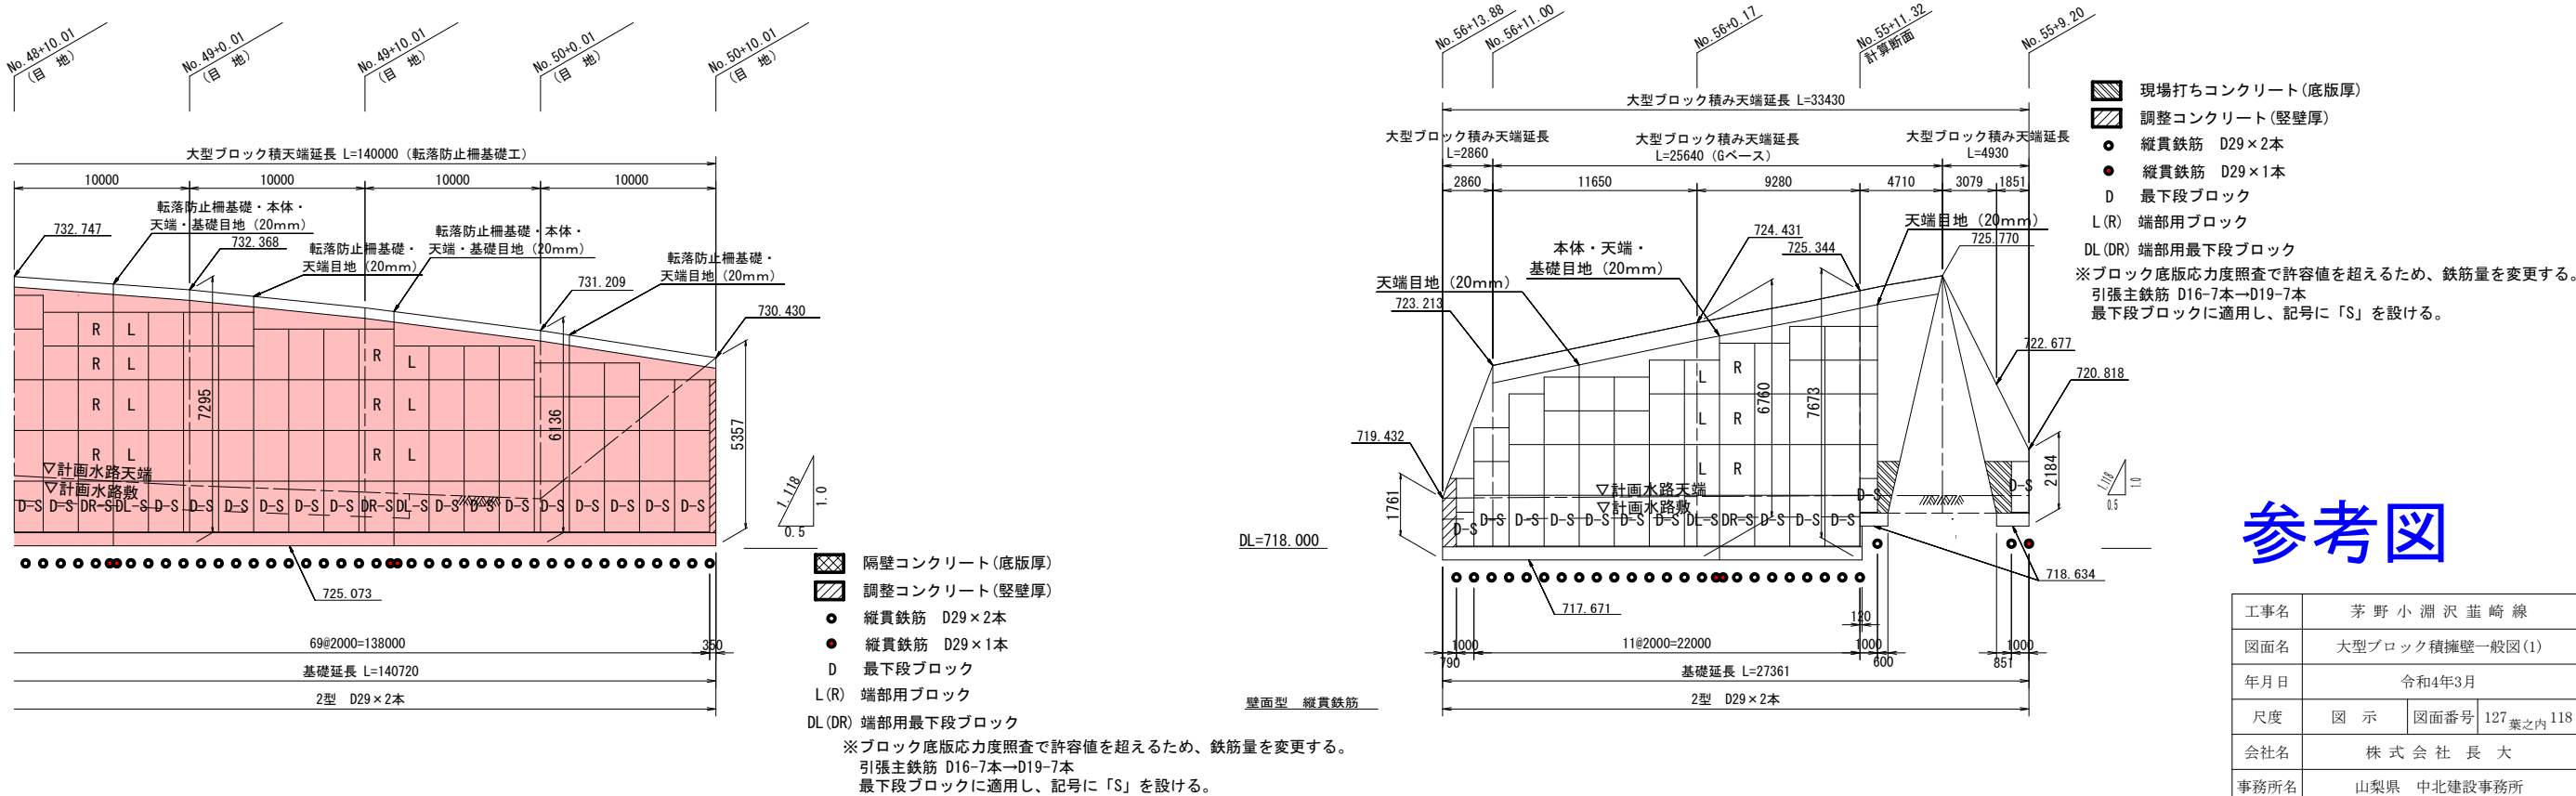 No.48+10.01
(目　地)
No.49+0.01
(目　地)
No.49+10.01
(目　地)
No.50+0.01
(目　地)
No.50+10.01
(目　地)
大型ブロック積天端延長 L=140000 (転落防止柵基礎工)
10000
10000
10000
10000
転落防止柵基礎・本体・
天端・基礎目地 (20mm)
732.747
732.368
転落防止柵基礎・
天端目地 (20mm)
転落防止柵基礎・本体・
天端・基礎目地 (20mm)
731.209
転落防止柵基礎・
天端目地 (20mm)
730.430
R L R L
R L R L
R L R L
R L R L
7295
6136
5357
1.118
1.0
0.5
▽計画水路天端
▽計画水路敷
D-S D-S DR-S DL-S D-S D-S D-S D-S D-S D-S DR-S DL-S D-S D-S D-S D-S D-S D-S D-S D-S
725.073
69@2000=138000
350
基礎延長 L=140720
2型　D29×2本
隔壁コンクリート(底版厚)
調整コンクリート(竪壁厚)
縦貫鉄筋　D29×2本
縦貫鉄筋　D29×1本
D　最下段ブロック
L(R)　端部用ブロック
DL(DR) 端部用最下段ブロック
※ブロック底版応力度照査で許容値を超えるため、鉄筋量を変更する。
引張主鉄筋 D16-7本→D19-7本
最下段ブロックに適用し、記号に「S」を設ける。
No.56+13.88
No.56+11.00
No.56+0.17
No.55+11.32
計算断面
No.55+9.20
大型ブロック積み天端延長 L=33430
大型ブロック積み天端延長
L=2860
大型ブロック積み天端延長
L=25640 (Gベース)
大型ブロック積み天端延長
L=4930
2860
11650
9280
4710
3079
1851
天端目地 (20mm)
724.431
725.344
725.770
本体・天端・
基礎目地 (20mm)
天端目地 (20mm)
723.213
722.677
720.818
719.432
L R
L R
L R
6760
7673
1761
2184
1.118
1.0
0.5
▽計画水路天端
▽計画水路敷
D-S D-S D-S D-S D-S D-S D-S DL-S DR-S D-S D-S D-S D-S D-S
DL=718.000
718.634
717.671
120
790
1000
11@2000=22000
1000
600
851
1000
基礎延長 L=27361
壁面型　縦貫鉄筋
2型　D29×2本
現場打ちコンクリート(底版厚)
調整コンクリート(竪壁厚)
縦貫鉄筋　D29×2本
縦貫鉄筋　D29×1本
D　最下段ブロック
L(R)　端部用ブロック
DL(DR) 端部用最下段ブロック
※ブロック底版応力度照査で許容値を超えるため、鉄筋量を変更する。
引張主鉄筋 D16-7本→D19-7本
最下段ブロックに適用し、記号に「S」を設ける。
参考図
工事名　茅野小淵沢韮崎線
図面名　大型ブロック積擁壁一般図(1)
年月日　令和4年3月
尺度　図　示　図面番号　127葉之内118
会社名　株式会社　長　大
事務所名　山梨県　中北建設事務所